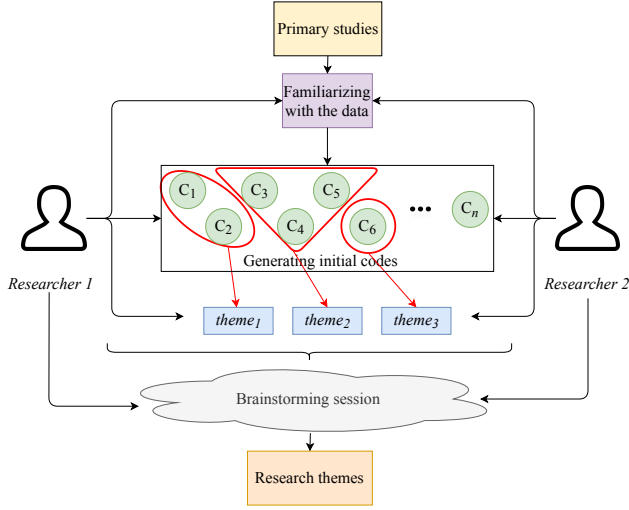 Primary studies
Familiarizing
with the data
C1
C3
C5
C2
C4
C6
...
Cn
Generating initial codes
Researcher 1
Researcher 2
theme1
theme2
theme3
Brainstorming session
Research themes